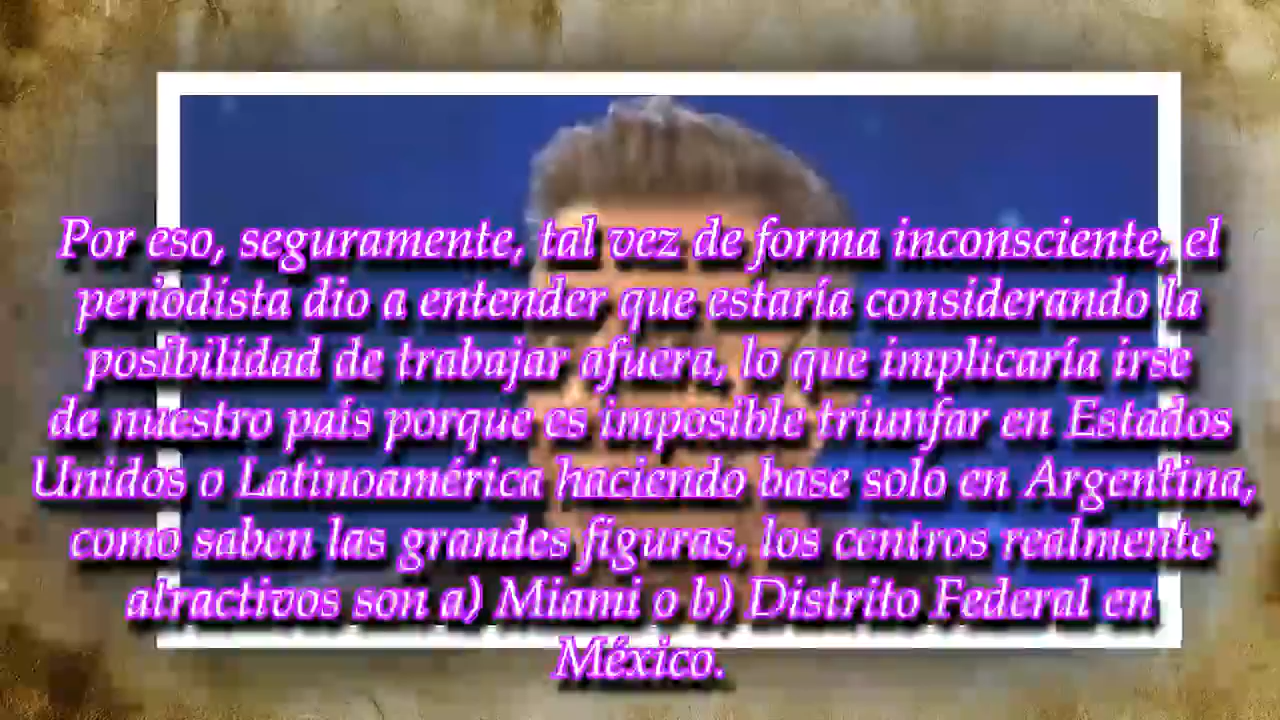 Por eso, seguramente, tal vez de forma inconsciente, el
periodista dio a entender que estaría considerando la
posibilidad de trabajar afuera, lo que implicaría irse
de nuestro país porque es imposible triunfar en Estados
Unidos o Latinoamérica haciendo base solo en Argentina,
como saben las grandes figuras, los centros realmente
atractivos son a) Miami o b) Distrito Federal en
México.